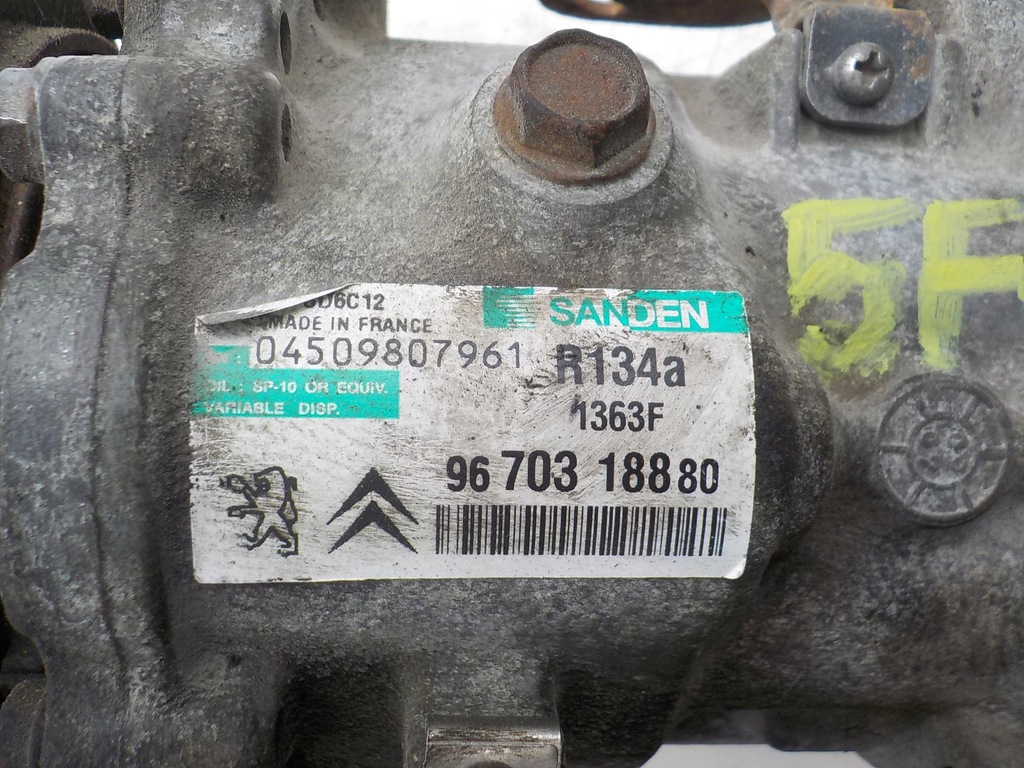 SD6C12
MADE IN FRANCE
SANDEN
04509807961
R134a
OIL : SP-10 OR EQUIV.
VARIABLE DISP.
1363F
96 703 188 80
5F